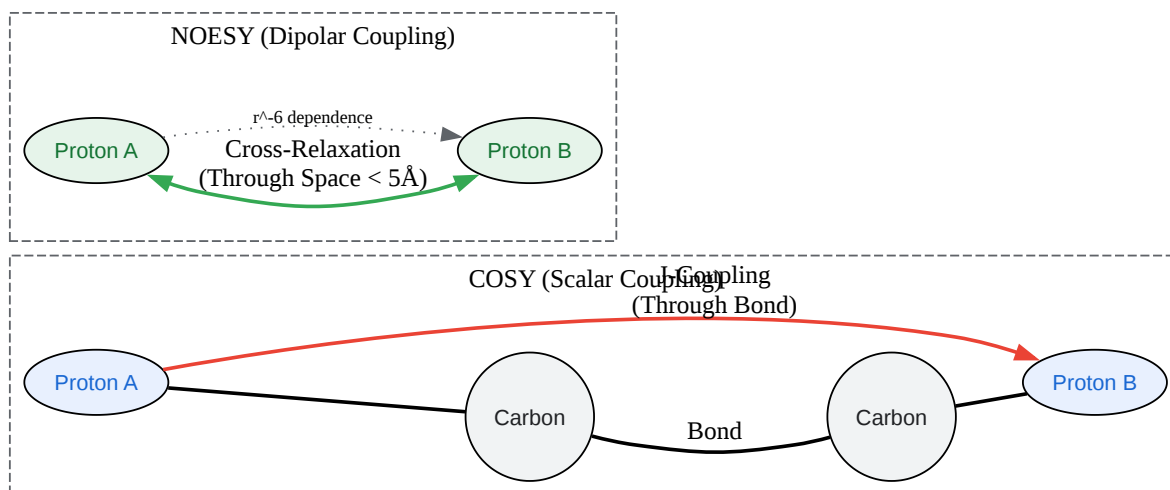 NOESY (Dipolar Coupling)
r^-6 dependence
Proton A
Proton B
Cross-Relaxation
(Through Space < 5Å)
COSY (Scalar Coupling)
J-Coupling
(Through Bond)
Proton A
Proton B
Carbon
Carbon
Bond